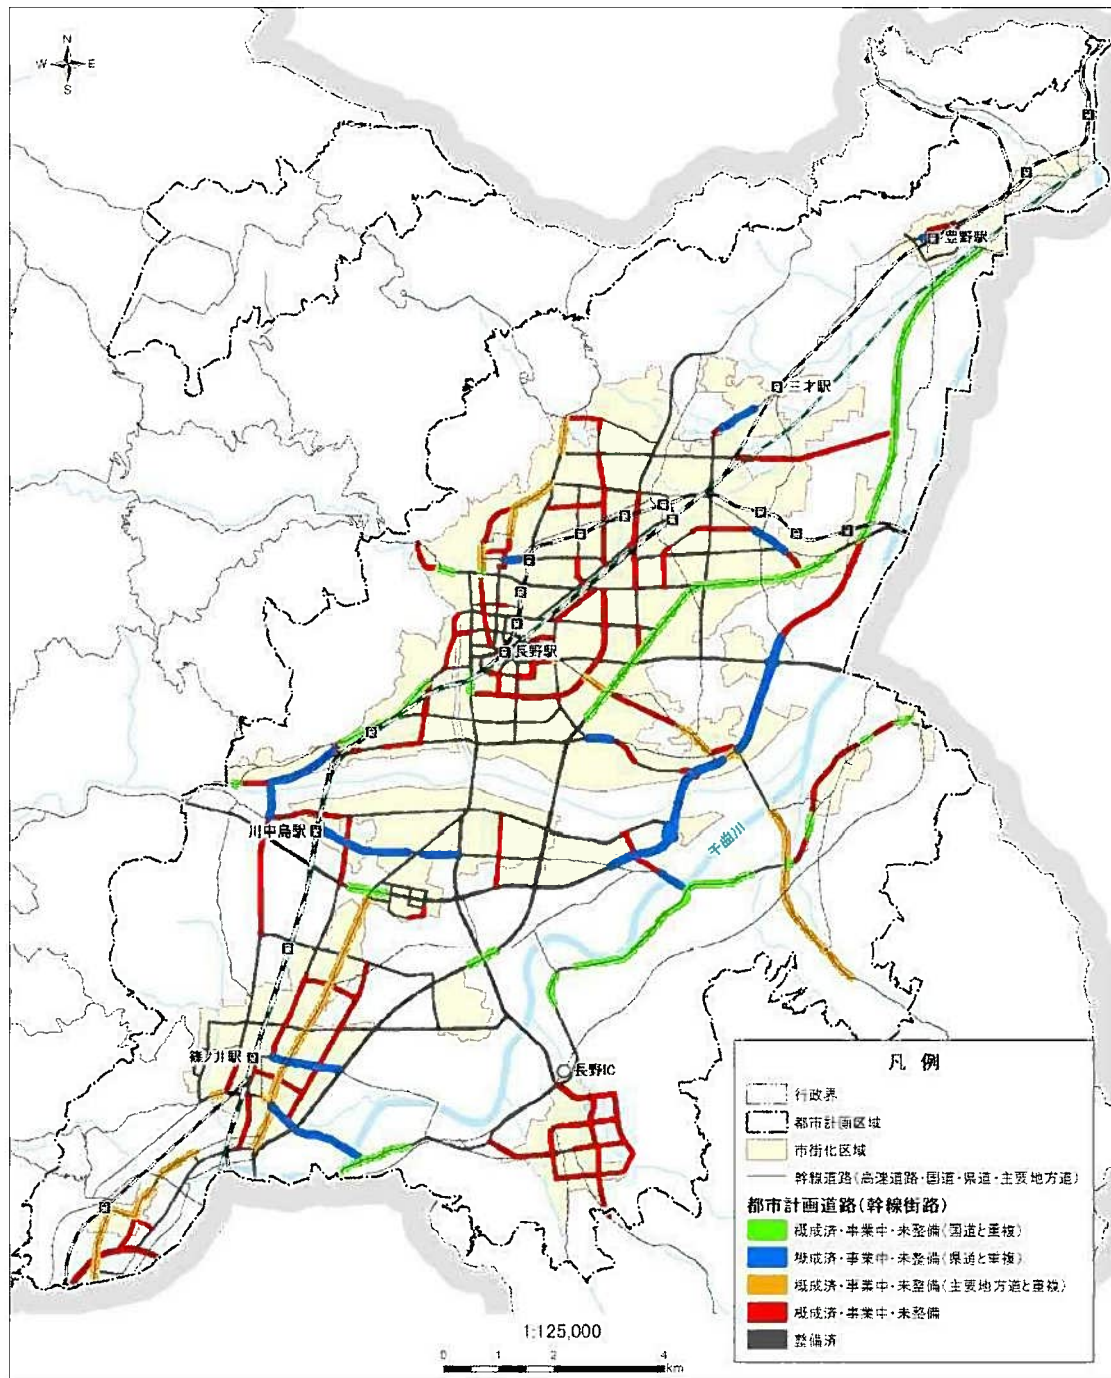 N
W E
S
豊野駅
三才駅
長野駅
川中島駅
千曲川
篠ノ井駅
長野IC
凡 例
行政界
都市計画区域
市街化区域
幹線道路(高速道路・国道・県道・主要地方道)
都市計画道路(幹線街路)
概成済・事業中・未整備(国道と重複)
概成済・事業中・未整備(県道と重複)
概成済・事業中・未整備(主要地方道と重複)
概成済・事業中・未整備
整備済
1:125,000
0 1 2 4
km